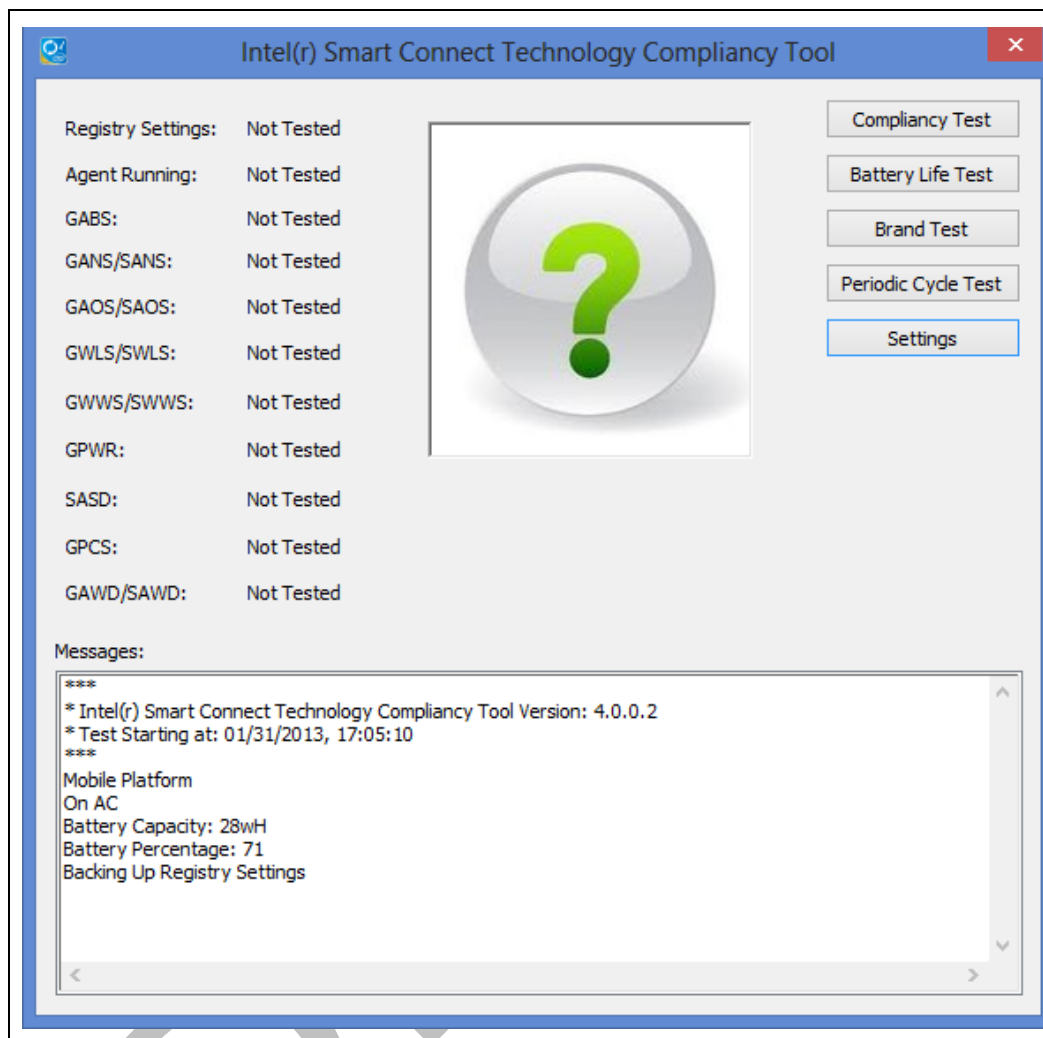 Intel(r) Smart Connect Technology Compliancy Tool
Registry Settings: Not Tested
Agent Running: Not Tested
GABS: Not Tested
GANS/SANS: Not Tested
GAOS/SAOS: Not Tested
GWLS/SWLS: Not Tested
GWWS/SWWS: Not Tested
GPWR: Not Tested
SASD: Not Tested
GPCS: Not Tested
GAWD/SAWD: Not Tested
Compliancy Test
Battery Life Test
Brand Test
Periodic Cycle Test
Settings
Messages:
***
* Intel(r) Smart Connect Technology Compliancy Tool Version: 4.0.0.2
* Test Starting at: 01/31/2013, 17:05:10
***
Mobile Platform
On AC
Battery Capacity: 28wH
Battery Percentage: 71
Backing Up Registry Settings